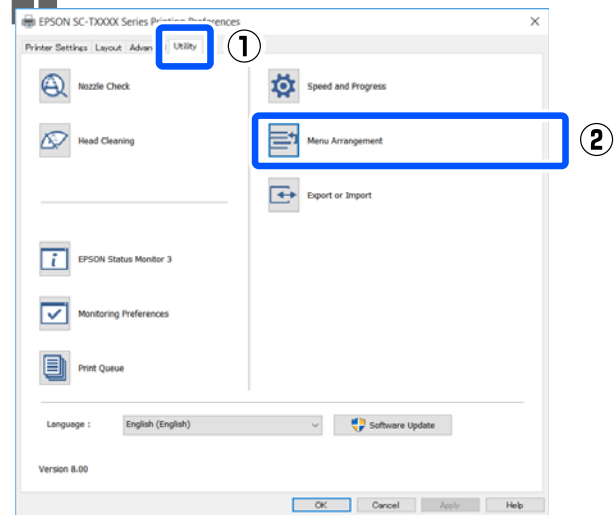 EPSON SC-TXXXX Series Printing Preferences
Printer Settings Layout Advan Utility ①
Nozzle Check Speed and Progress
Head Cleaning Menu Arrangement ②
Export or Import
EPSON Status Monitor 3
Monitoring Preferences
Print Queue
Language : English (English) Software Update
Version 8.00
OK Cancel Apply Help